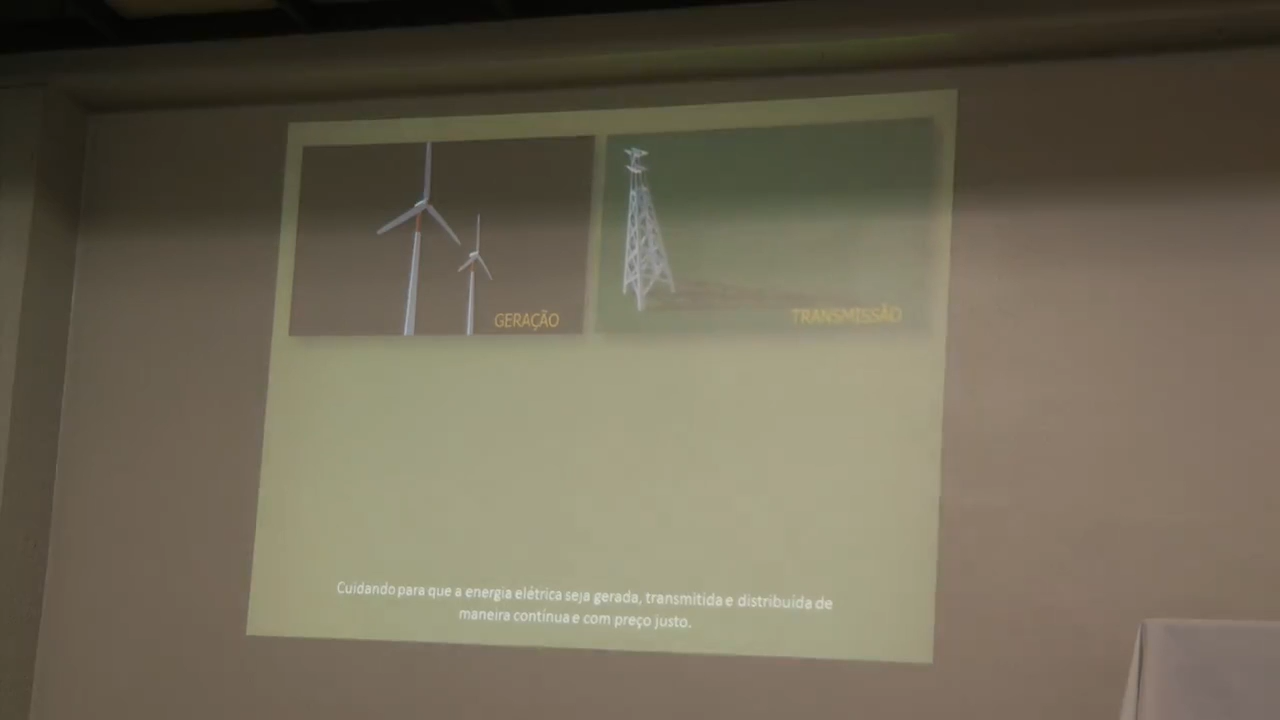 GERAÇÃO
TRANSMISSÃO
Cuidando para que a energia elétrica seja gerada, transmitida e distribuída de
maneira contínua e com preço justo.